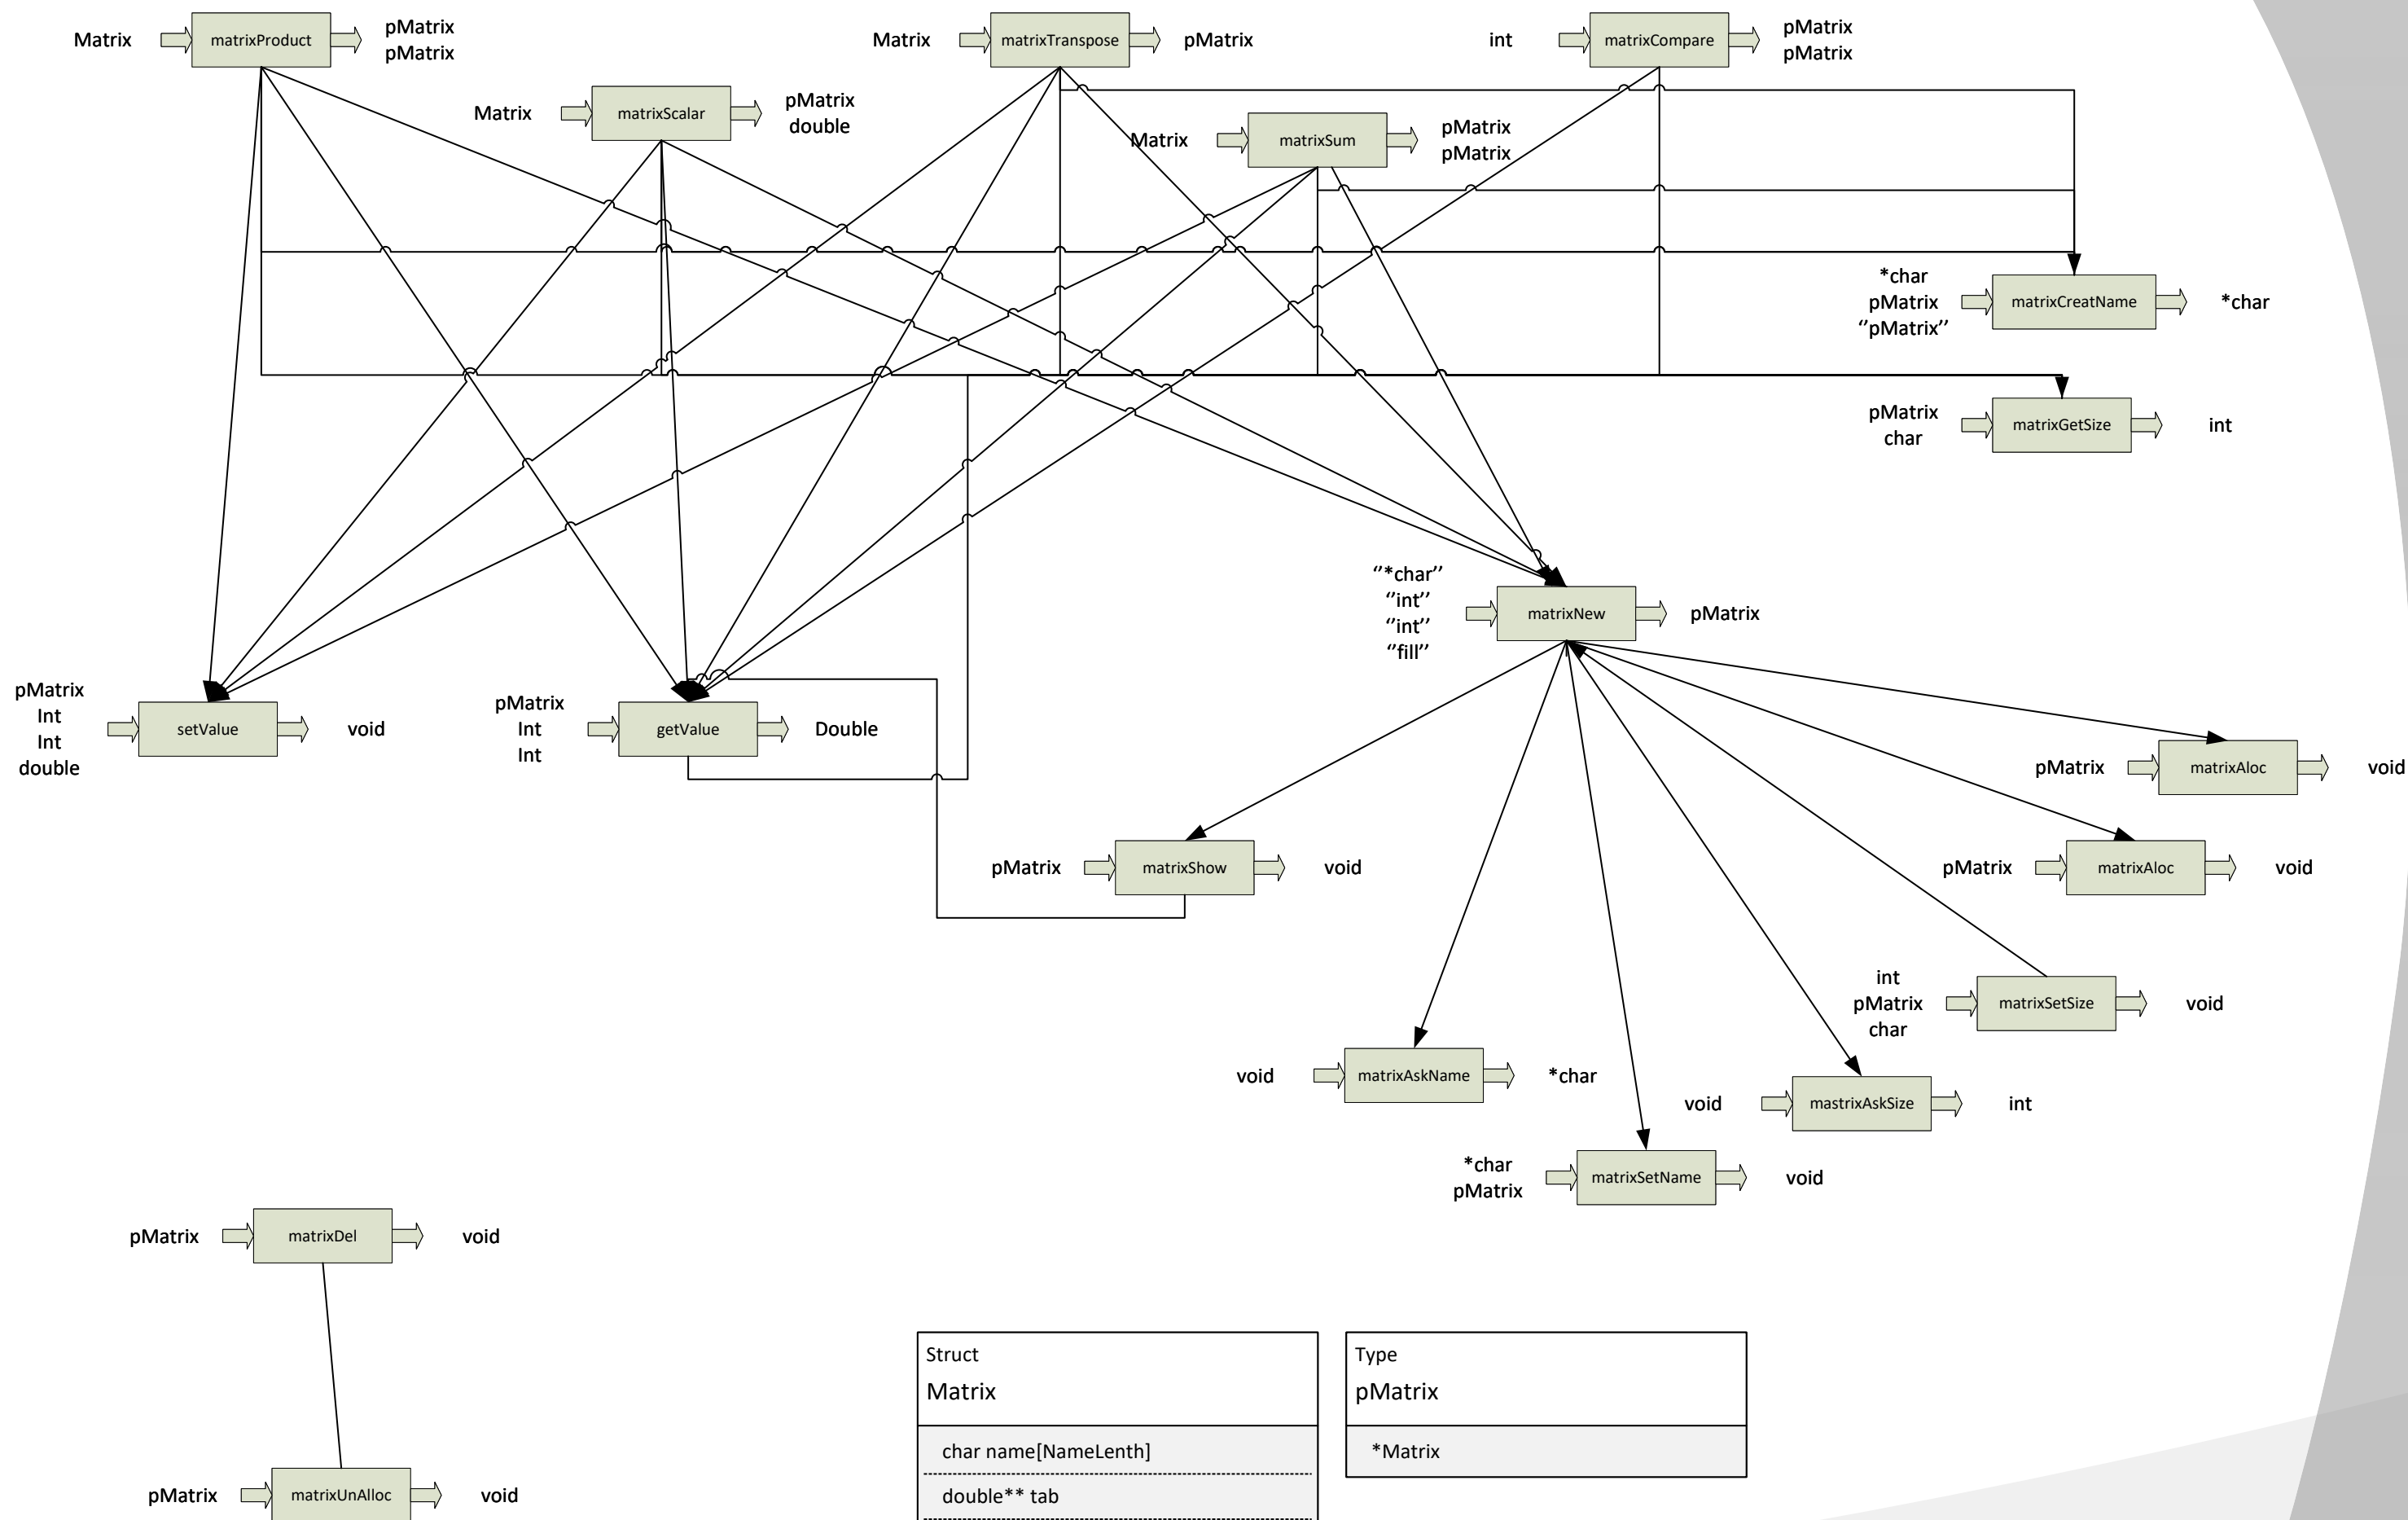 Matrix
matrixProduct
pMatrix
pMatrix
Matrix
matrixTranspose
pMatrix
int
matrixCompare
pMatrix
pMatrix
Matrix
matrixScalar
pMatrix
double
Matrix
matrixSum
pMatrix
pMatrix
*char
pMatrix
‘’pMatrix’’
matrixCreatName
*char
pMatrix
char
matrixGetSize
int
‘’*char’’
‘’int’’
‘’int’’
‘’fill’’
matrixNew
pMatrix
pMatrix
Int
Int
double
setValue
void
pMatrix
Int
Int
getValue
Double
pMatrix
matrixAloc
void
pMatrix
matrixShow
void
pMatrix
matrixAloc
void
int
pMatrix
char
matrixSetSize
void
void
matrixAskName
*char
void
mastrixAskSize
int
*char
pMatrix
matrixSetName
void
pMatrix
matrixDel
void
pMatrix
matrixUnAlloc
void
Struct
Matrix
char name[NameLenth]
double** tab
Type
pMatrix
*Matrix